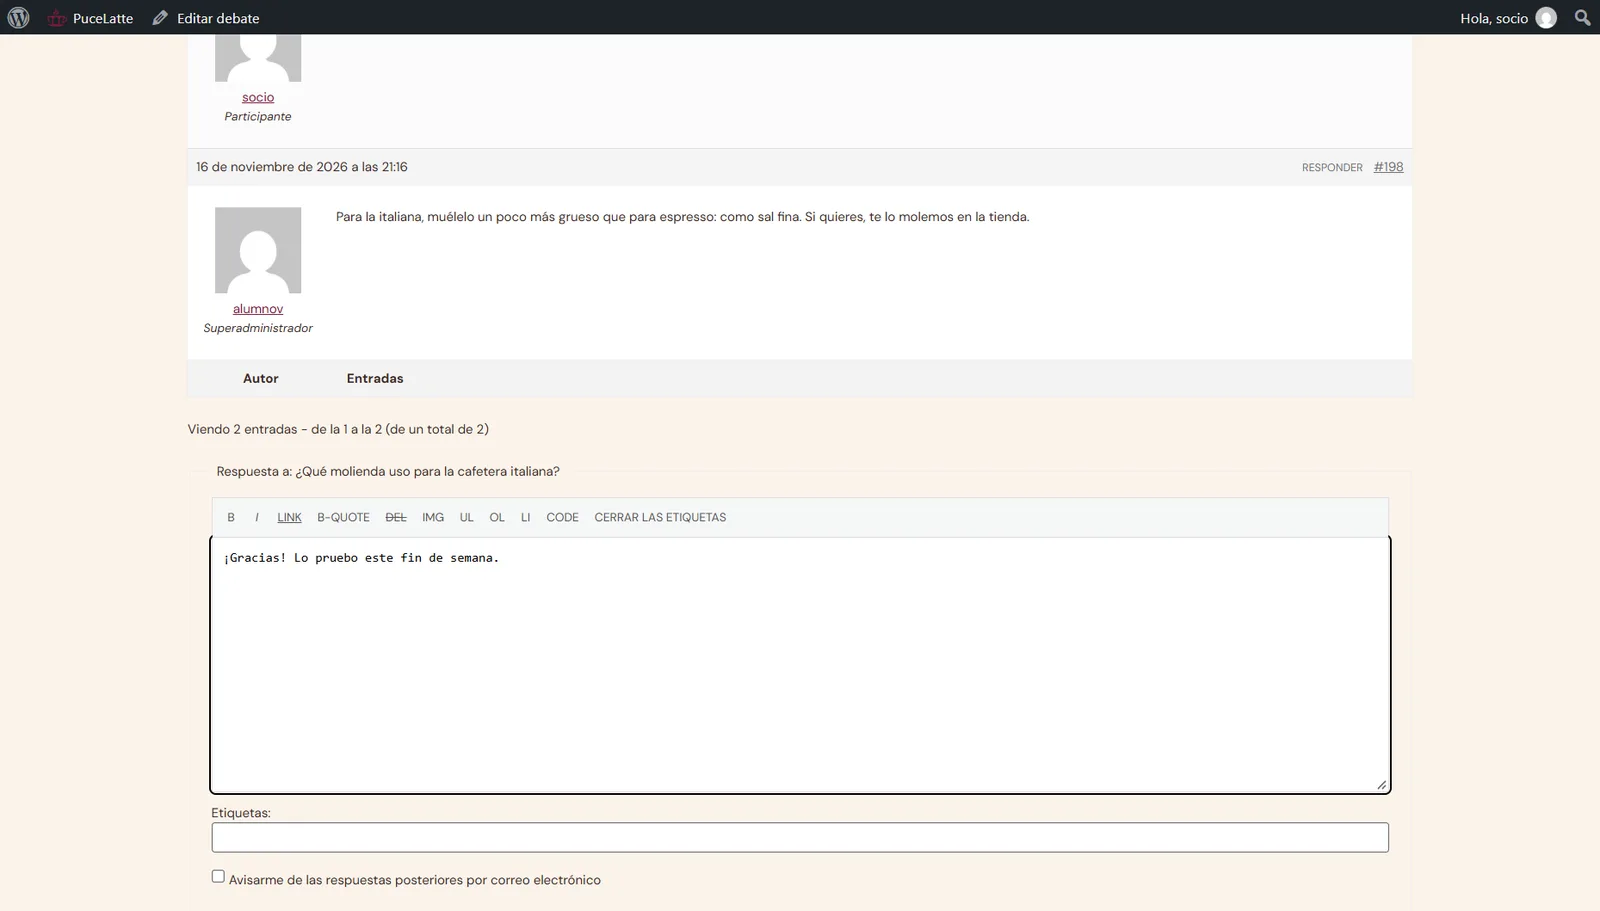 PuceLatte Editar debate Hola, socio
socio
Participante
16 de noviembre de 2026 a las 21:16 RESPONDER #198
Para la italiana, muélelo un poco más grueso que para espresso: como sal fina. Si quieres, te lo molemos en la tienda.
alumnov
Superadministrador
Autor Entradas
Viendo 2 entradas - de la 1 a la 2 (de un total de 2)
Respuesta a: ¿Qué molienda uso para la cafetera italiana?
B I LINK B-QUOTE DEL IMG UL OL LI CODE CERRAR LAS ETIQUETAS
¡Gracias! Lo pruebo este fin de semana.
Etiquetas:
Avisarme de las respuestas posteriores por correo electrónico